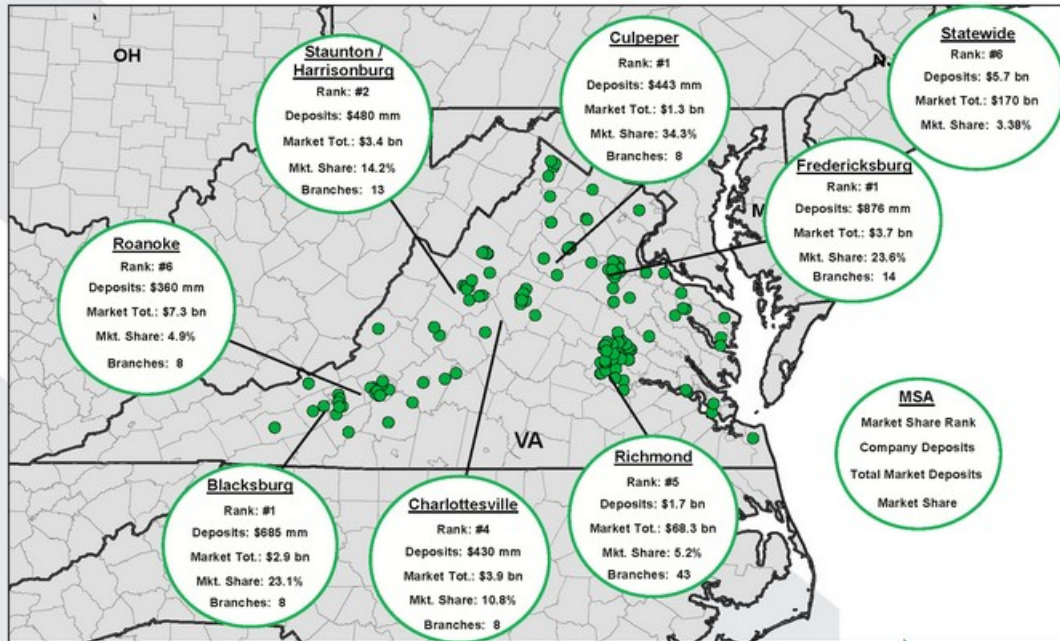 OH
Staunton /
Harrisonburg
Rank: #2
Deposits: $480 mm
Market Tot.: $3.4 bn
Mkt. Share: 14.2%
Branches: 13
Culpeper
Rank: #1
Deposits: $443 mm
Market Tot.: $1.3 bn
Mkt. Share: 34.3%
Branches: 8
Statewide
Rank: #6
Deposits: $5.7 bn
Market Tot.: $170 bn
Mkt. Share: 3.38%
Fredericksburg
Rank: #1
Deposits: $876 mm
Market Tot.: $3.7 bn
Mkt. Share: 23.6%
Branches: 14
Roanoke
Rank: #6
Deposits: $360 mm
Market Tot.: $7.3 bn
Mkt. Share: 4.9%
Branches: 8
VA
MSA
Market Share Rank
Company Deposits
Total Market Deposits
Market Share
Blacksburg
Rank: #1
Deposits: $685 mm
Market Tot.: $2.9 bn
Mkt. Share: 23.1%
Branches: 8
Charlottesville
Rank: #4
Deposits: $430 mm
Market Tot.: $3.9 bn
Mkt. Share: 10.8%
Branches: 8
Richmond
Rank: #5
Deposits: $1.7 bn
Market Tot.: $68.3 bn
Mkt. Share: 5.2%
Branches: 43